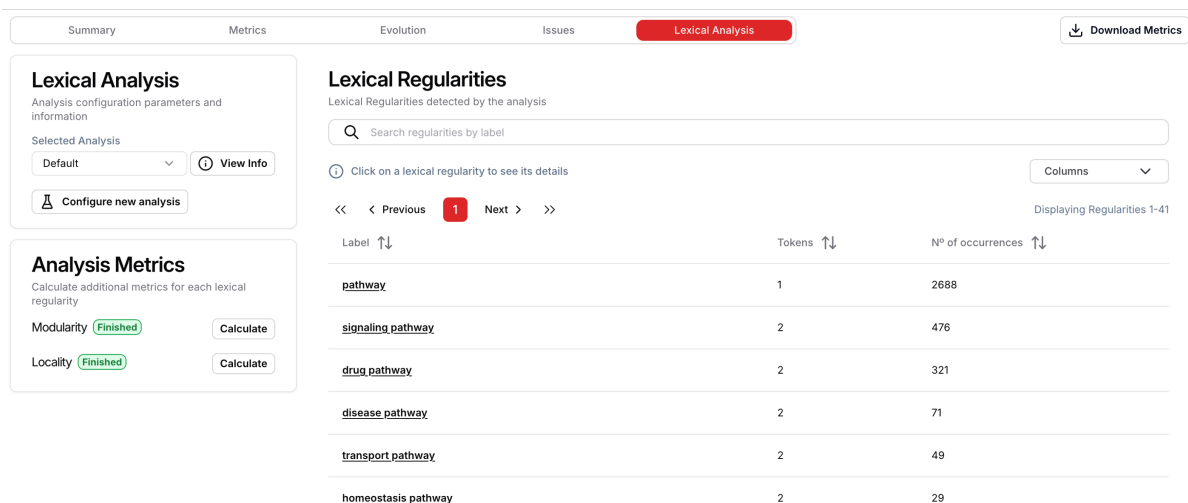 Summary
Metrics
Evolution
Issues
Lexical Analysis
Download Metrics
Lexical Analysis
Analysis configuration parameters and
information
Selected Analysis
Default
View Info
Configure new analysis
Analysis Metrics
Calculate additional metrics for each lexical
regularity
Modularity Finished Calculate
Locality Finished Calculate
Lexical Regularities
Lexical Regularities detected by the analysis
Search regularities by label
Click on a lexical regularity to see its details
Columns
Previous 1 Next
Displaying Regularities 1-41
Label Tokens Nº of occurrences
pathway 1 2688
signaling pathway 2 476
drug pathway 2 321
disease pathway 2 71
transport pathway 2 49
homeostasis pathway 2 29